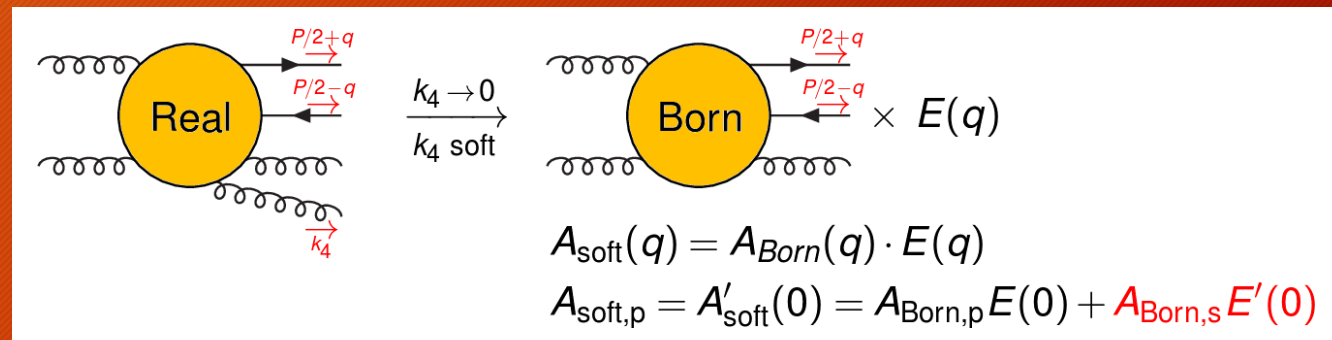 P/2+q
P/2−q
Real
k₄
k₄→0
k₄ soft
P/2+q
P/2−q
Born
× E(q)
A_soft(q) = A_Born(q) · E(q)
A_soft,p = A′_soft(0) = A_Born,p E(0) + A_Born,s E′(0)